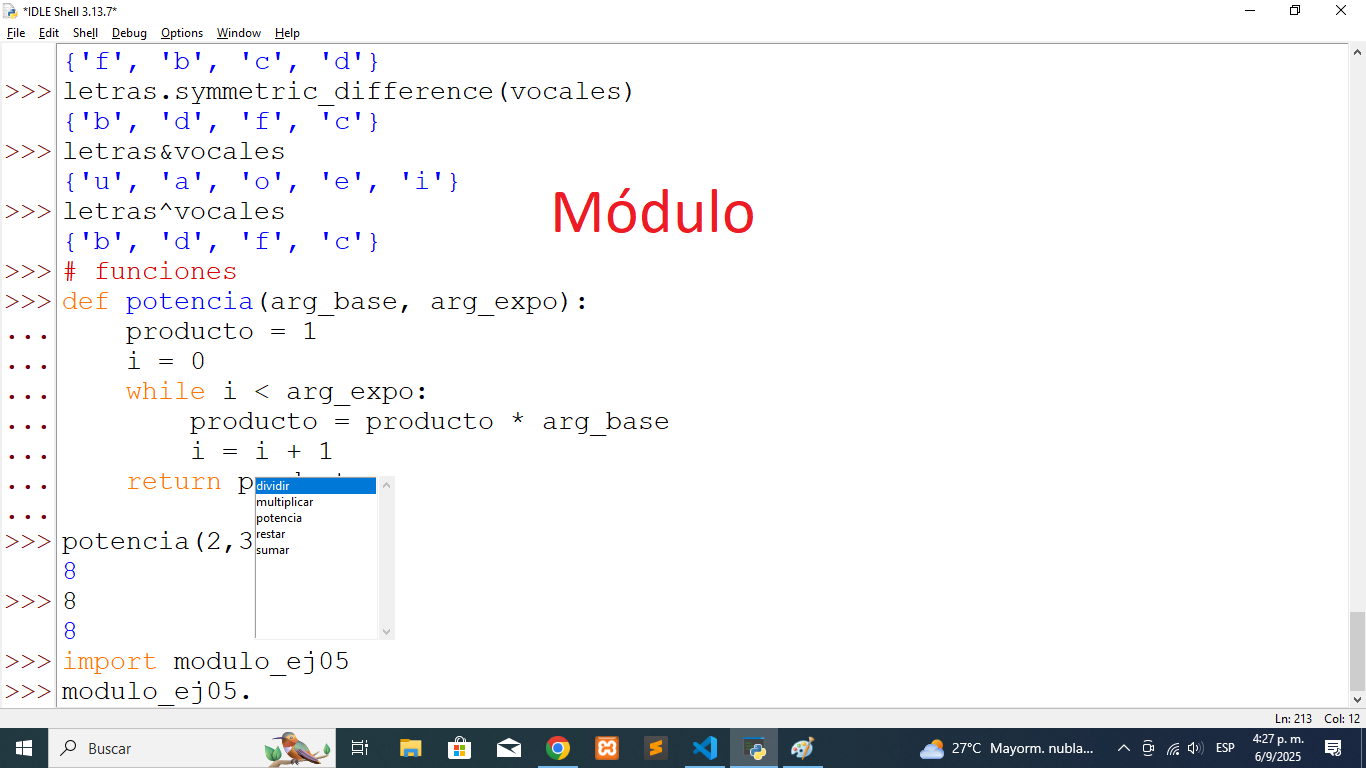 *IDLE Shell 3.13.7*
File Edit Shell Debug Options Window Help
{'f', 'b', 'c', 'd'}
>>> letras.symmetric_difference(vocales)
{'b', 'd', 'f', 'c'}
>>> letras&vocales
{'u', 'a', 'o', 'e', 'i'}
>>> letras^vocales
{'b', 'd', 'f', 'c'}
Módulo
>>> # funciones
>>> def potencia(arg_base, arg_expo):
... producto = 1
... i = 0
... while i < arg_expo:
... producto = producto * arg_base
... i = i + 1
... return
...
>>> potencia(2,3
8
>>> 8
8
dividir
multiplicar
potencia
restar
sumar
>>> import modulo_ej05
>>> modulo_ej05.
Ln: 213 Col: 12
Buscar
27°C Mayorm. nubla...
ESP
4:27 p. m.
6/9/2025